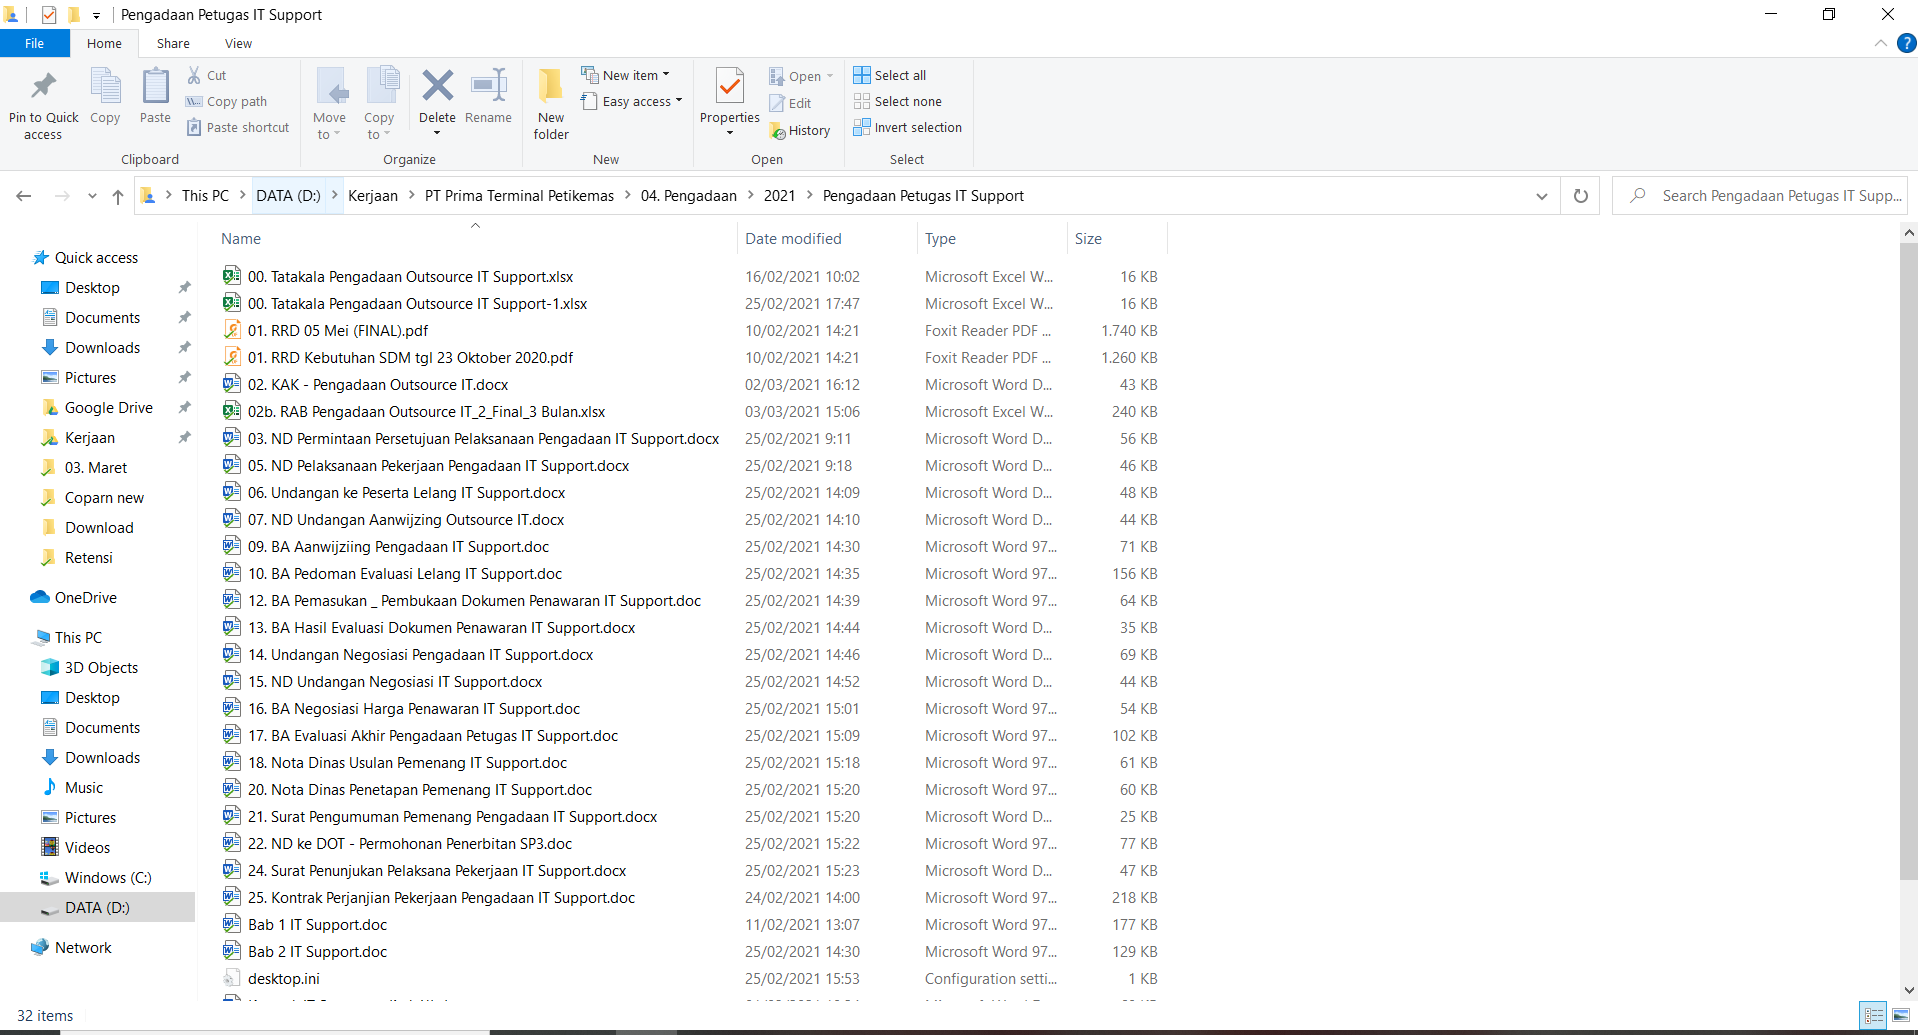 Pengadaan Petugas IT Support
File Home Share View
Pin to Quick access
Copy
Paste
Cut
Copy path
Paste shortcut
Clipboard
Move to
Copy to
Delete
Rename
Organize
New folder
New item
Easy access
New
Properties
Open
Edit
History
Open
Select all
Select none
Invert selection
Select
This PC DATA (D:) Kerjaan PT Prima Terminal Petikemas 04. Pengadaan 2021 Pengadaan Petugas IT Support
Search Pengadaan Petugas IT Supp...
Quick access
Desktop
Documents
Downloads
Pictures
Google Drive
Kerjaan
03. Maret
Coparn new
Download
Retensi
OneDrive
This PC
3D Objects
Desktop
Documents
Downloads
Music
Pictures
Videos
Windows (C:)
DATA (D:)
Network
Name Date modified Type Size
00. Tatakala Pengadaan Outsource IT Support.xlsx 16/02/2021 10:02 Microsoft Excel W... 16 KB
00. Tatakala Pengadaan Outsource IT Support-1.xlsx 25/02/2021 17:47 Microsoft Excel W... 16 KB
01. RRD 05 Mei (FINAL).pdf 10/02/2021 14:21 Foxit Reader PDF ... 1.740 KB
01. RRD Kebutuhan SDM tgl 23 Oktober 2020.pdf 10/02/2021 14:21 Foxit Reader PDF ... 1.260 KB
02. KAK - Pengadaan Outsource IT.docx 02/03/2021 16:12 Microsoft Word D... 43 KB
02b. RAB Pengadaan Outsource IT_2_Final_3 Bulan.xlsx 03/03/2021 15:06 Microsoft Excel W... 240 KB
03. ND Permintaan Persetujuan Pelaksanaan Pengadaan IT Support.docx 25/02/2021 9:11 Microsoft Word D... 56 KB
05. ND Pelaksanaan Pekerjaan Pengadaan IT Support.docx 25/02/2021 9:18 Microsoft Word D... 46 KB
06. Undangan ke Peserta Lelang IT Support.docx 25/02/2021 14:09 Microsoft Word D... 48 KB
07. ND Undangan Aanwijzing Outsource IT.docx 25/02/2021 14:10 Microsoft Word D... 44 KB
09. BA Aanwijziing Pengadaan IT Support.doc 25/02/2021 14:30 Microsoft Word 97... 71 KB
10. BA Pedoman Evaluasi Lelang IT Support.doc 25/02/2021 14:35 Microsoft Word 97... 156 KB
12. BA Pemasukan _ Pembukaan Dokumen Penawaran IT Support.doc 25/02/2021 14:39 Microsoft Word 97... 64 KB
13. BA Hasil Evaluasi Dokumen Penawaran IT Support.docx 25/02/2021 14:44 Microsoft Word D... 35 KB
14. Undangan Negosiasi Pengadaan IT Support.docx 25/02/2021 14:46 Microsoft Word D... 69 KB
15. ND Undangan Negosiasi IT Support.docx 25/02/2021 14:52 Microsoft Word D... 44 KB
16. BA Negosiasi Harga Penawaran IT Support.doc 25/02/2021 15:01 Microsoft Word 97... 54 KB
17. BA Evaluasi Akhir Pengadaan Petugas IT Support.doc 25/02/2021 15:09 Microsoft Word 97... 102 KB
18. Nota Dinas Usulan Pemenang IT Support.doc 25/02/2021 15:18 Microsoft Word 97... 61 KB
20. Nota Dinas Penetapan Pemenang IT Support.doc 25/02/2021 15:20 Microsoft Word 97... 60 KB
21. Surat Pengumuman Pemenang Pengadaan IT Support.docx 25/02/2021 15:20 Microsoft Word D... 25 KB
22. ND ke DOT - Permohonan Penerbitan SP3.doc 25/02/2021 15:22 Microsoft Word 97... 77 KB
24. Surat Penunjukan Pelaksana Pekerjaan IT Support.docx 25/02/2021 15:23 Microsoft Word D... 47 KB
25. Kontrak Perjanjian Pekerjaan Pengadaan IT Support.doc 24/02/2021 14:00 Microsoft Word 97... 218 KB
Bab 1 IT Support.doc 11/02/2021 13:07 Microsoft Word 97... 177 KB
Bab 2 IT Support.doc 25/02/2021 14:30 Microsoft Word 97... 129 KB
desktop.ini 25/02/2021 15:53 Configuration setti... 1 KB
32 items